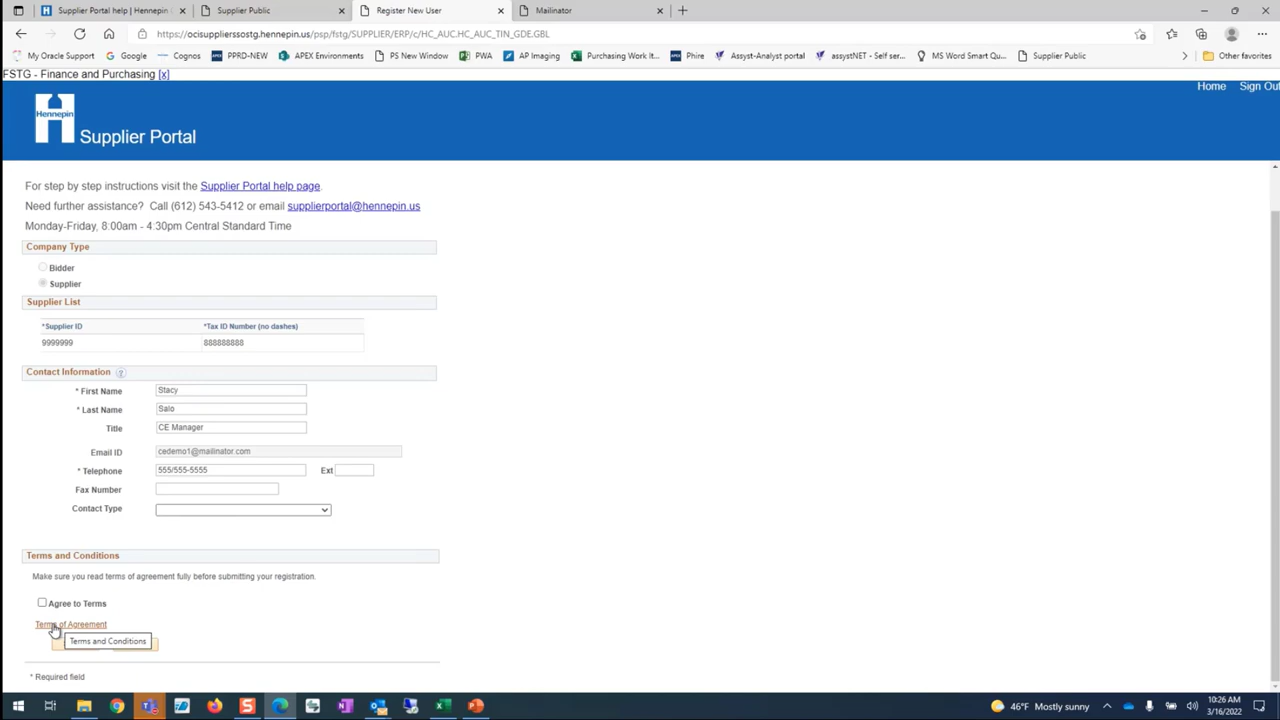 Supplier Portal help | Hennepin
Supplier Public
Register New User
Mailinator
https://ocisupplierssostg.hennepin.us/psp/fstg/SUPPLIER/ERP/c/HC_AUC.HC_AUC_TIN_GDE.GBL
My Oracle Support
Google
Cognos
PPRD-NEW
APEX Environments
PS New Window
PWA
AP Imaging
Purchasing Work It...
Phire
Assyst-Analyst portal
assystNET - Self ser...
MS Word Smart Qu...
Supplier Public
Other favorites
FSTG - Finance and Purchasing [x]
Home Sign Out
Hennepin
Supplier Portal
For step by step instructions visit the Supplier Portal help page.
Need further assistance? Call (612) 543-5412 or email supplierportal@hennepin.us
Monday-Friday, 8:00am - 4:30pm Central Standard Time
Company Type
Bidder
Supplier
Supplier List
*Supplier ID *Tax ID Number (no dashes)
9999999 888888888
Contact Information
* First Name Stacy
* Last Name Salo
Title CE Manager
Email ID cedemo1@mailinator.com
* Telephone 555/555-5555 Ext
Fax Number
Contact Type
Terms and Conditions
Make sure you read terms of agreement fully before submitting your registration.
Agree to Terms
Terms of Agreement
Terms and Conditions
* Required field
46°F Mostly sunny
10:26 AM
3/16/2022